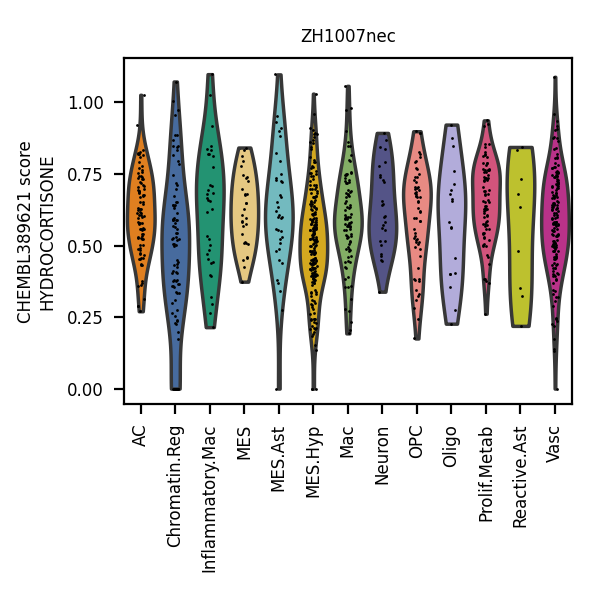 ZH1007nec
CHEMBL389621 score
HYDROCORTISONE
1.00
0.75
0.50
0.25
0.00
AC
Chromatin.Reg
Inflammatory.Mac
MES
MES.Ast
MES.Hyp
Mac
Neuron
OPC
Oligo
Prolif.Metab
Reactive.Ast
Vasc